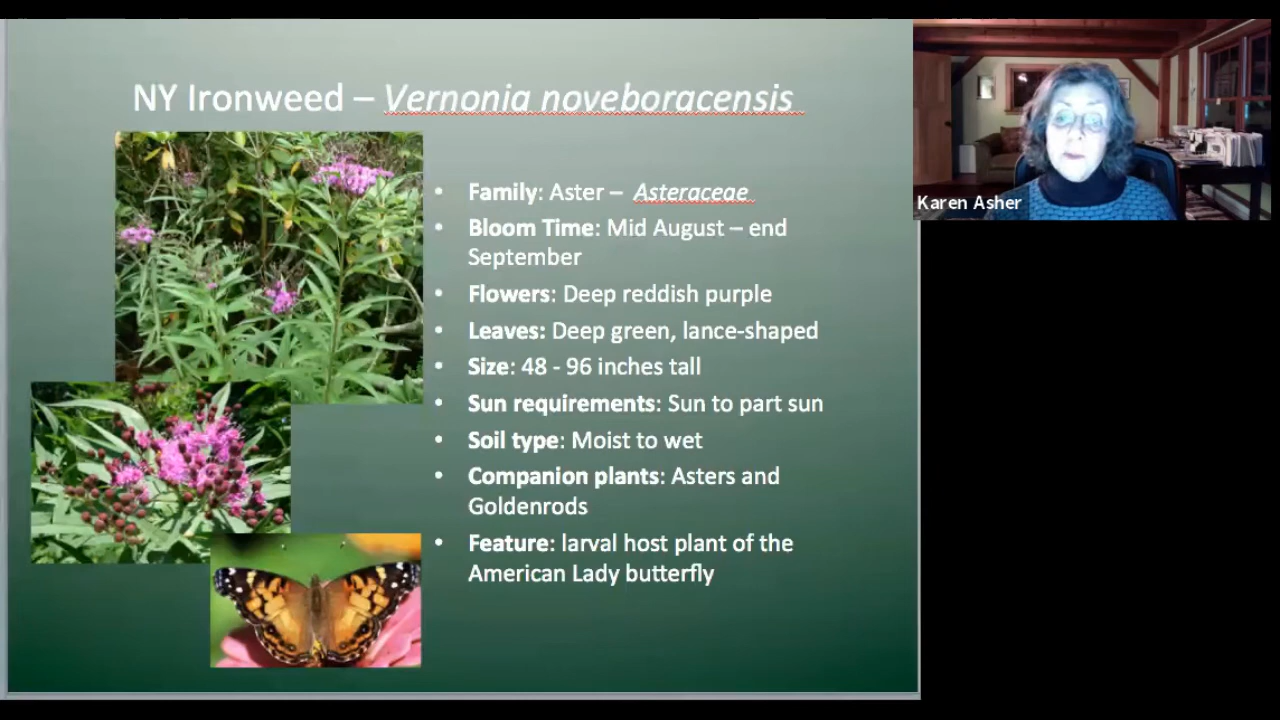 NY Ironweed – Vernonia noveboracensis
• Family: Aster – Asteraceae
• Bloom Time: Mid August – end
September
• Flowers: Deep reddish purple
• Leaves: Deep green, lance-shaped
• Size: 48 - 96 inches tall
• Sun requirements: Sun to part sun
• Soil type: Moist to wet
• Companion plants: Asters and
Goldenrods
• Feature: larval host plant of the
American Lady butterfly
Karen Asher